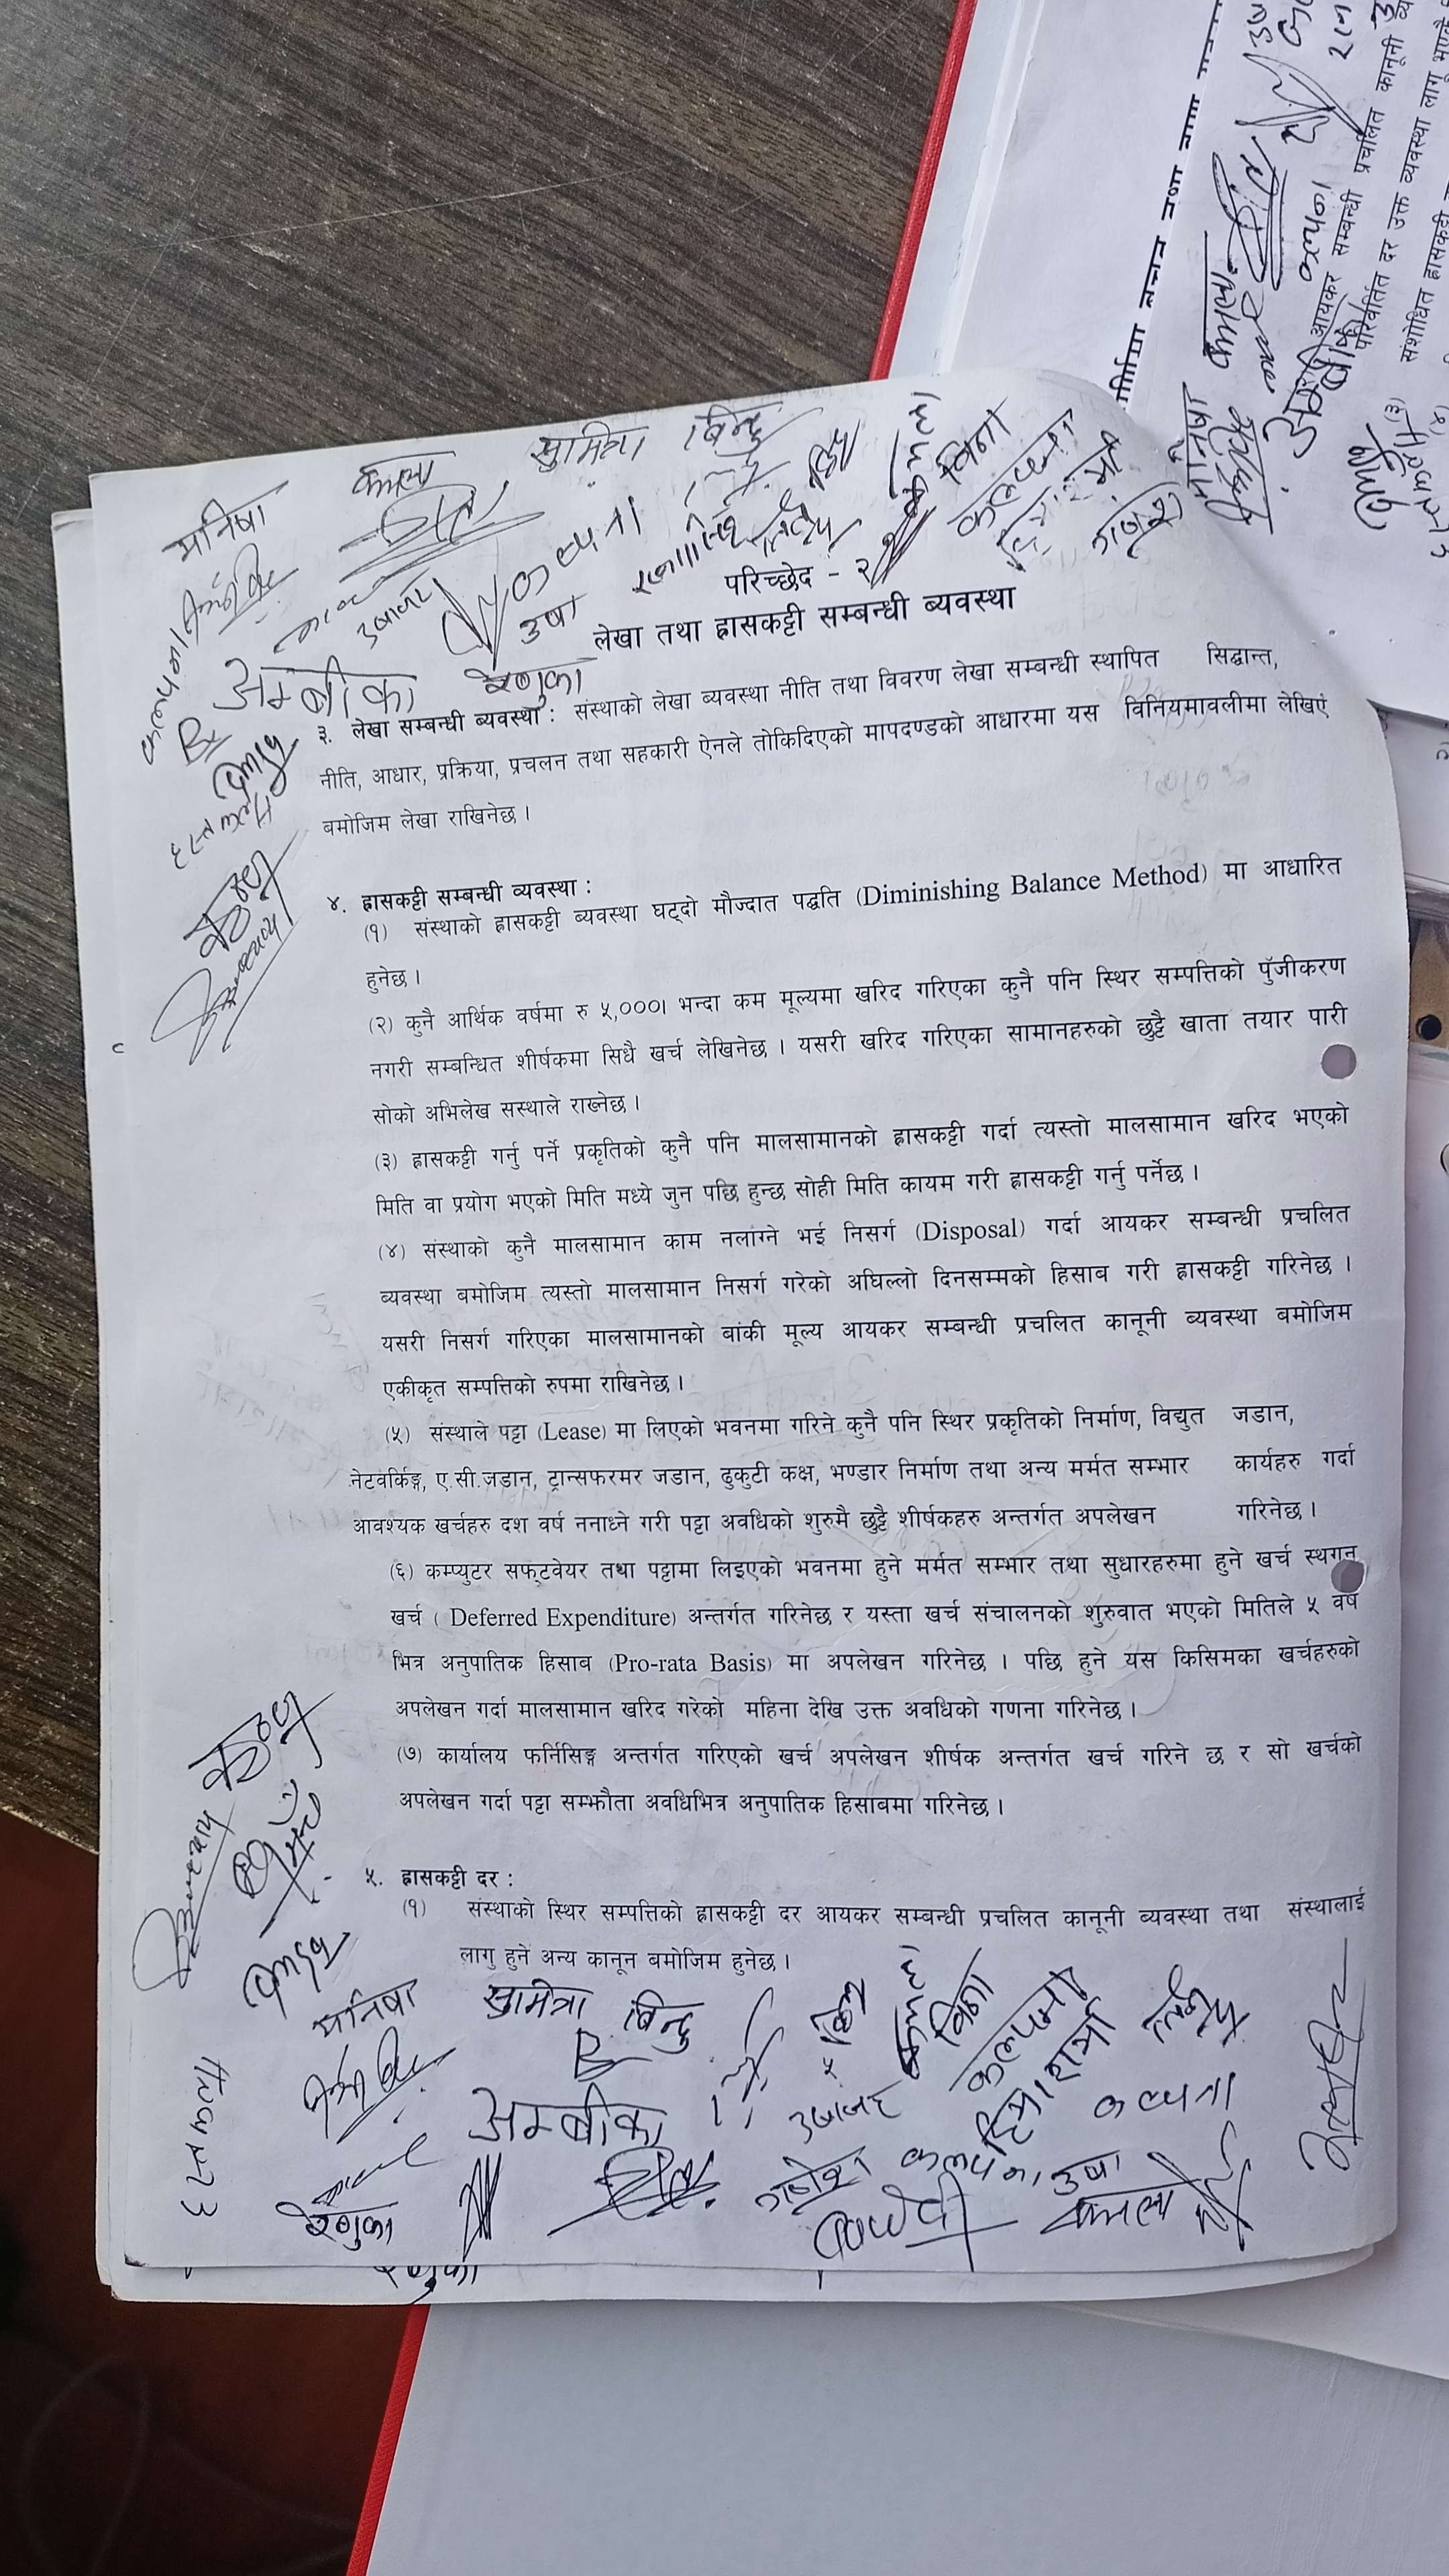 मनिषा कमला सुमित्रा बिन्दु
कल्पना विना कल्पना गणेश
उषा
अम्बीका रेणुका
परिच्छेद - २
लेखा तथा ह्रासकट्टी सम्बन्धी ब्यवस्था
३. लेखा सम्बन्धी ब्यवस्था : संस्थाको लेखा ब्यवस्था नीति तथा विवरण लेखा सम्बन्धी स्थापित सिद्धान्त,
नीति, आधार, प्रक्रिया, प्रचलन तथा सहकारी ऐनले तोकिदिएको मापदण्डको आधारमा यस विनियमावलीमा लेखिएं
बमोजिम लेखा राखिनेछ ।
४. ह्रासकट्टी सम्बन्धी व्यवस्था :
(१) संस्थाको ह्रासकट्टी ब्यवस्था घट्दो मौज्दात पद्धति (Diminishing Balance Method) मा आधारित
हुनेछ ।
(२) कुनै आर्थिक वर्षमा रु ५,०००। भन्दा कम मूल्यमा खरिद गरिएका कुनै पनि स्थिर सम्पत्तिको पुँजीकरण
नगरी सम्बन्धित शीर्षकमा सिधै खर्च लेखिनेछ । यसरी खरिद गरिएका सामानहरुको छुट्टै खाता तयार पारी
सोको अभिलेख सस्थाले राख्नेछ ।
(३) ह्रासकट्टी गर्नु पर्ने प्रकृतिको कुनै पनि मालसामानको ह्रासकट्टी गर्दा त्यस्तो मालसामान खरिद भएको
मिति वा प्रयोग भएको मिति मध्ये जुन पछि हुन्छ सोही मिति कायम गरी ह्रासकट्टी गर्नु पर्नेछ ।
(४) संस्थाको कुनै मालसामान काम नलाग्ने भई निसर्ग (Disposal) गर्दा आयकर सम्बन्धी प्रचलित
ब्यवस्था बमोजिम त्यस्तो मालसामान निसर्ग गरेको अघिल्लो दिनसम्मको हिसाब गरी ह्रासकट्टी गरिनेछ ।
यसरी निसर्ग गरिएका मालसामानको बांकी मूल्य आयकर सम्बन्धी प्रचलित कानूनी ब्यवस्था बमोजिम
एकीकृत सम्पत्तिको रुपमा राखिनेछ ।
(५) संस्थाले पट्टा (Lease) मा लिएको भवनमा गरिने कुनै पनि स्थिर प्रकृतिको निर्माण, विद्युत जडान,
नेटवर्किङ्ग, ए.सी.जडान, ट्रान्सफरमर जडान, ढुकुटी कक्ष, भण्डार निर्माण तथा अन्य मर्मत सम्भार कार्यहरु गर्दा
आवश्यक खर्चहरु दश वर्ष ननाघ्ने गरी पट्टा अवधिको शुरुमै छुट्टै शीर्षकहरु अन्तर्गत अपलेखन गरिनेछ ।
(६) कम्प्युटर सफ्टवेयर तथा पट्टामा लिइएको भवनमा हुने मर्मत सम्भार तथा सुधारहरुमा हुने खर्च स्थगन
खर्च ( Deferred Expenditure) अन्तर्गत गरिनेछ र यस्ता खर्च संचालनको शुरुवात भएको मितिले ५ वर्ष
भित्र अनुपातिक हिसाब (Pro-rata Basis) मा अपलेखन गरिनेछ । पछि हुने यस किसिमका खर्चहरुको
अपलेखन गर्दा मालसामान खरिद गरेको महिना देखि उक्त अवधिको गणना गरिनेछ ।
(७) कार्यालय फर्निसिङ्ग अन्तर्गत गरिएको खर्च अपलेखन शीर्षक अन्तर्गत खर्च गरिने छ र सो खर्चको
अपलेखन गर्दा पट्टा सम्झौता अवधिभित्र अनुपातिक हिसाबमा गरिनेछ ।
५. ह्रासकट्टी दर :
(१) संस्थाको स्थिर सम्पत्तिको ह्रासकट्टी दर आयकर सम्बन्धी प्रचलित कानूनी ब्यवस्था तथा संस्थालाई
लागु हुने अन्य कानून बमोजिम हुनेछ ।
मनिषा सुमित्रा बिन्दु विना कल्पना
अम्बीका कल्पना
रेणुका गणेश कल्पना उषा
कमला
(३) आयकर सम्बन्धी प्रचलित कानूनी
परिवर्तित दर उक्त ब्यवस्था लागू
संशोधित ह्रासकट्टी
(४)